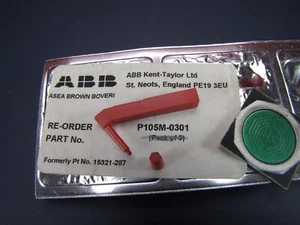 ABB
ASEA BROWN BOVERI
ABB Kent-Taylor Ltd
St. Neots, England PE19 3EU
RE-ORDER
PART No.
P105M-0301
Formerly Pt No. 15321-287